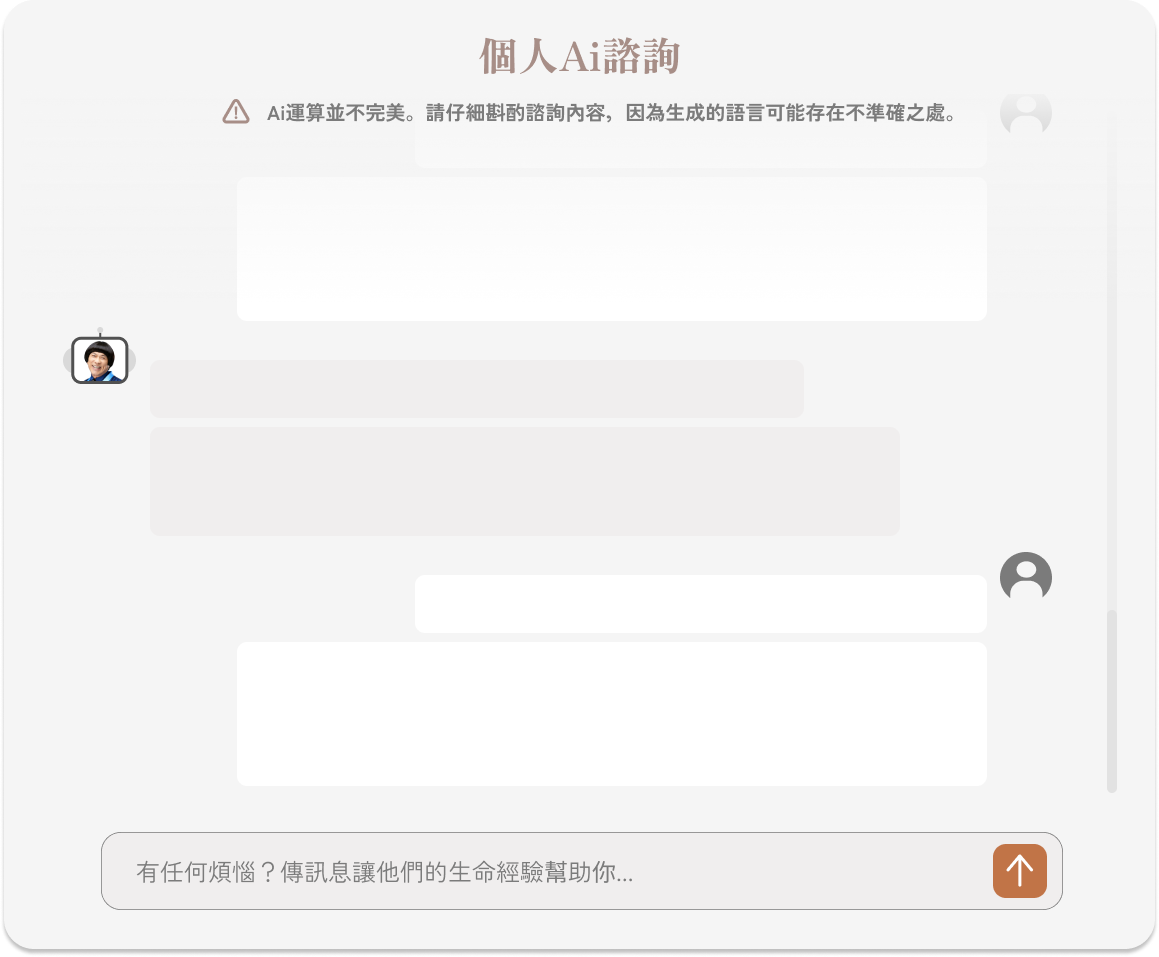 個人Ai諮詢
Ai運算並不完美。請仔細斟酌諮詢內容，因為生成的語言可能存在不準確之處。
有任何煩惱？傳訊息讓他們的生命經驗幫助你...